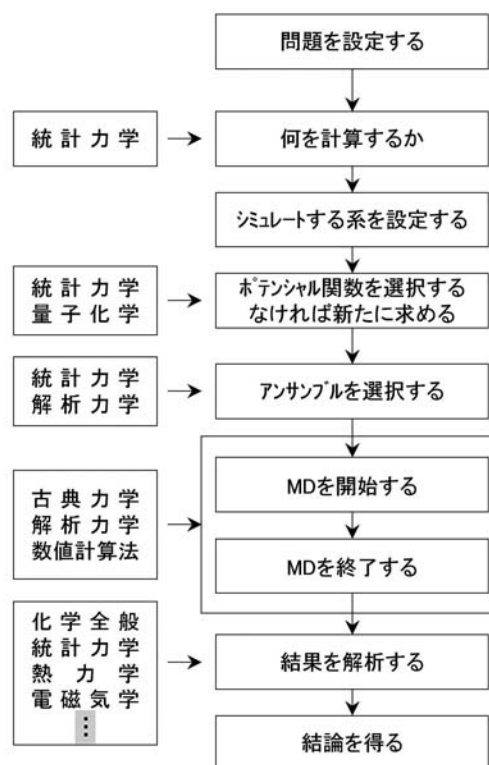 問題を設定する
統計力学
何を計算するか
シミュレートする系を設定する
統計力学
量子化学
ポテンシャル関数を選択する
なければ新たに求める
統計力学
解析力学
アンサンブルを選択する
古典力学
解析力学
数値計算法
MDを開始する
MDを終了する
化学全般
統計力学
熱力学
電磁気学
⋮
結果を解析する
結論を得る